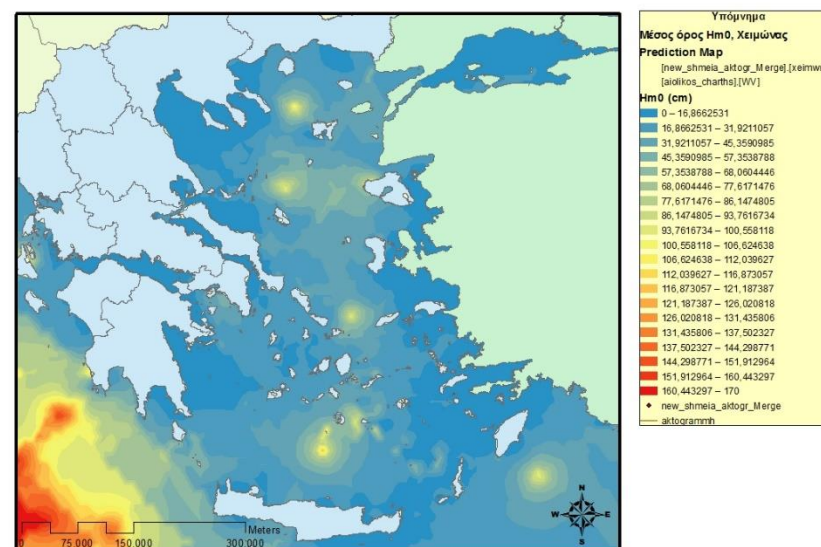 Υπόμνημα
Μέσος όρος Hm0, Χειμώνας
Prediction Map
[new_shmeia_aktogr_Merge].[xeimwn
[aiolikos_charths].[WV]
Hm0 (cm)
0 – 16,8662531
16,8662531 – 31,9211057
31,9211057 – 45,3590985
45,3590985 – 57,3538788
57,3538788 – 68,0604446
68,0604446 – 77,6171476
77,6171476 – 86,1474805
86,1474805 – 93,7616734
93,7616734 – 100,558118
100,558118 – 106,624638
106,624638 – 112,039627
112,039627 – 116,873057
116,873057 – 121,187387
121,187387 – 126,020818
126,020818 – 131,435806
131,435806 – 137,502327
137,502327 – 144,298771
144,298771 – 151,912964
151,912964 – 160,443297
160,443297 – 170
new_shmeia_aktogr_Merge
aktogrammh
N
W E
S
Meters
0 75 000 150 000 300 000